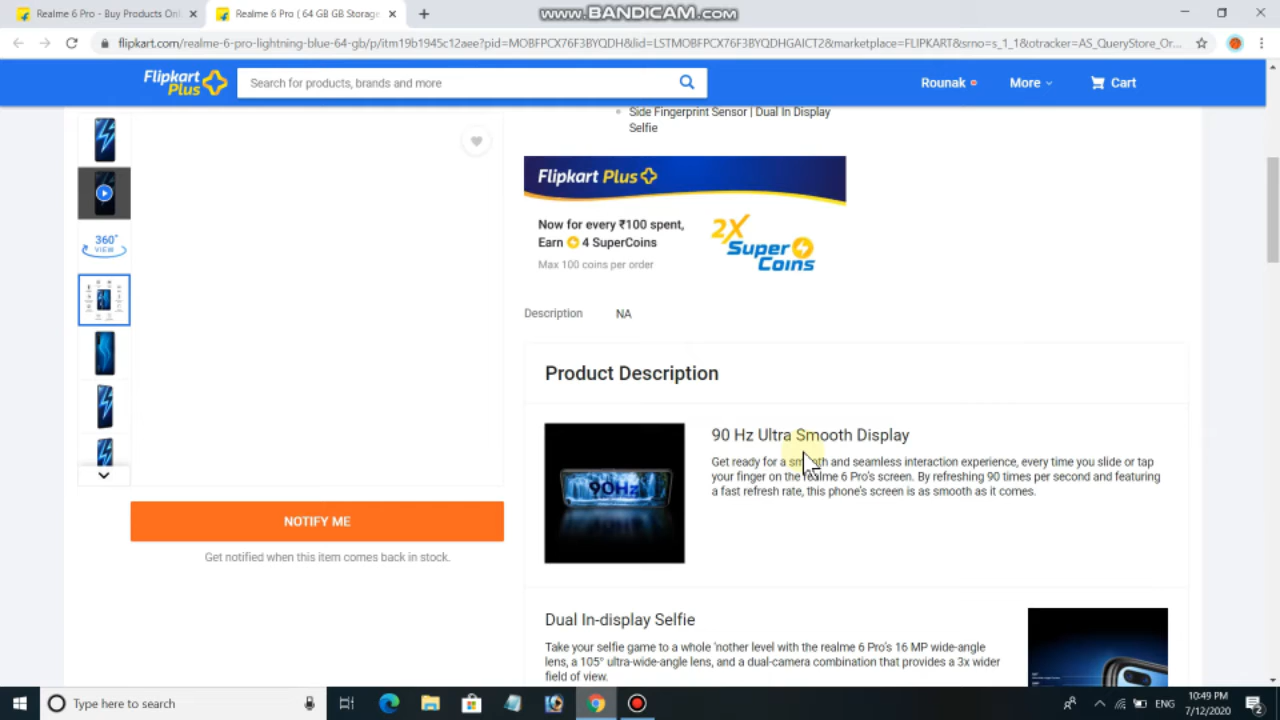 Realme 6 Pro - Buy Products Onl
Realme 6 Pro ( 64 GB GB Storage
www.BANDICAM.com
flipkart.com/realme-6-pro-lightning-blue-64-gb/p/itm19b1945c12aee?pid=MOBFPCX76F3BYQDH&lid=LSTMOBFPCX76F3BYQDHGAICT2&marketplace=FLIPKART&srno=s_1_1&otracker=AS_QueryStore_Or...
Flipkart
Plus
Search for products, brands and more
Rounak
More
Cart
Side Fingerprint Sensor | Dual In Display
Selfie
360°
VIEW
Flipkart Plus
Now for every ₹100 spent,
Earn 4 SuperCoins
Max 100 coins per order
2X
Super
Coins
Description NA
Product Description
90Hz
90 Hz Ultra Smooth Display
Get ready for a smooth and seamless interaction experience, every time you slide or tap
your finger on the realme 6 Pro's screen. By refreshing 90 times per second and featuring
a fast refresh rate, this phone's screen is as smooth as it comes.
NOTIFY ME
Get notified when this item comes back in stock.
Dual In-display Selfie
Take your selfie game to a whole 'nother level with the realme 6 Pro's 16 MP wide-angle
lens, a 105° ultra-wide-angle lens, and a dual-camera combination that provides a 3x wider
field of view.
Type here to search
ENG
10:49 PM
7/12/2020
2